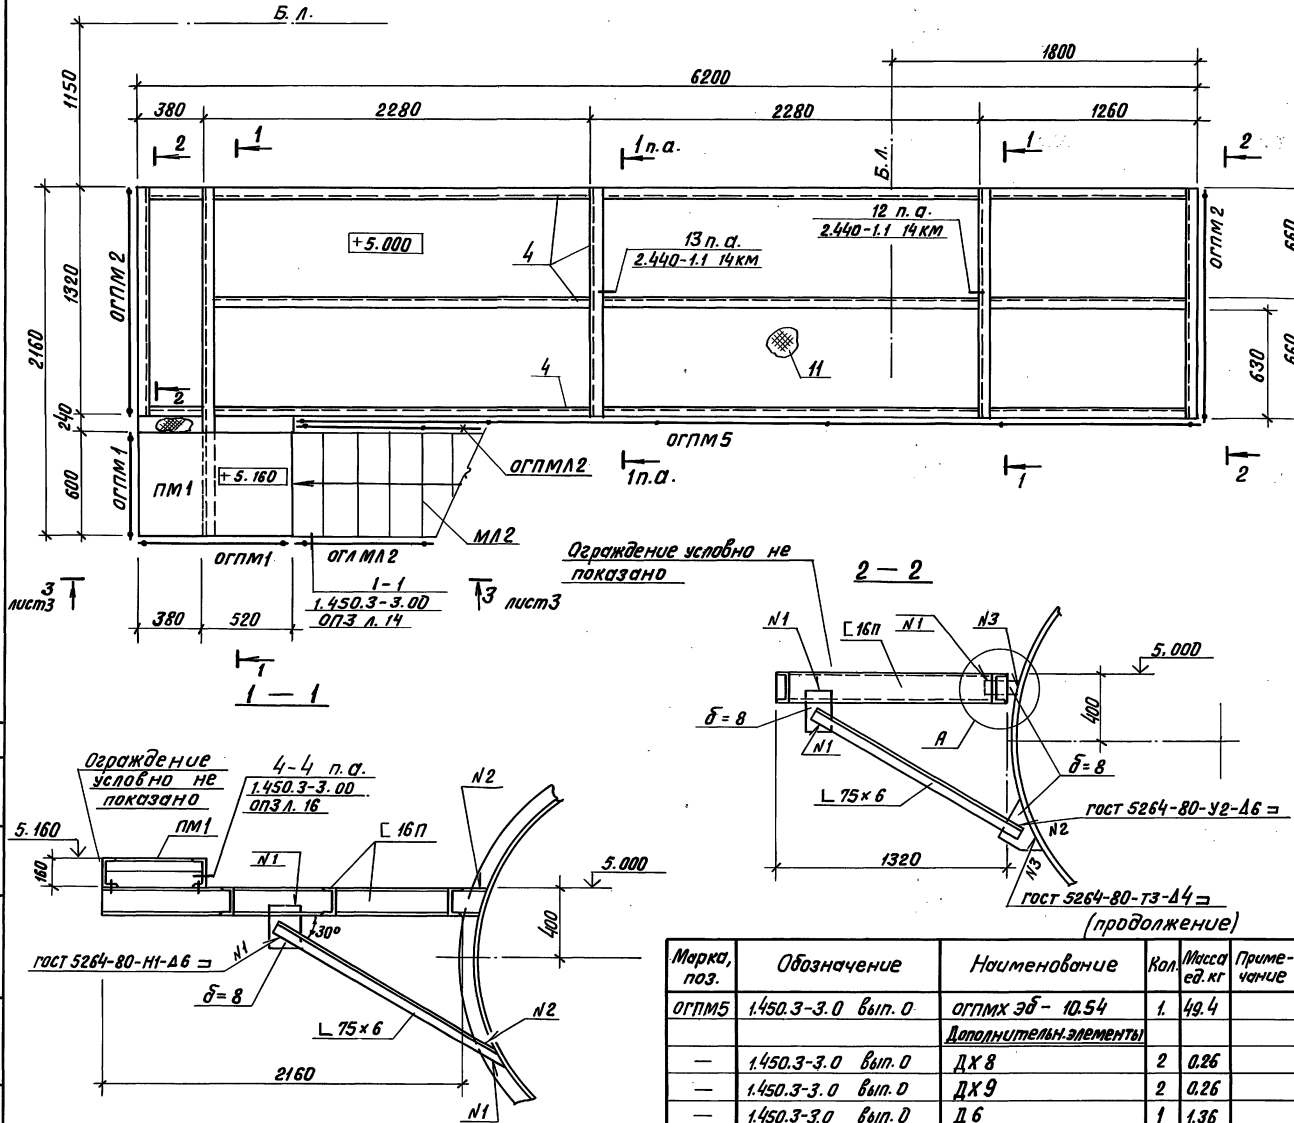 Б. Л.
1800
6200
1150
380
2280
2280
1260
2
1
1 п.а.
Б. Л.
1
2
12 п. а.
2.440-1.1 14КМ
+5.000
13 п. а.
2.440-1.1 14КМ
4
ОГПМ 2
ОГПМ 2
1320
2160
660
660
630
11
4
2
240
600
ОГПМ1
ПМ1
+5.160
ОГПМ5
ОГПМЛ2
1п.а.
1
2
МЛ2
ОГПМ1
ОГЛМЛ2
3
лист3
1-1
1.450.3-3.0D
ОПЗ Л. 14
3 лист3
380
520
1
Ограждение условно не
показано
2 — 2
N1
[ 16П
N1
N3
5.000
400
δ=8
N1
А
δ=8
L 75×6
ГОСТ 5264-80-У2-Δ6
N2
1320
N3
ГОСТ 5264-80-Т3-Δ4
1 — 1
Ограждение
условно не
показано
4-4 п.а.
1.450.3-3.0D
ОПЗ Л. 16
N2
5.160
ПМ1
160
[ 16П
N1
5.000
400
30°
N1
ГОСТ 5264-80-Н1-Δ6
δ=8
L 75×6
N2
2160
N1
(продолжение)
Марка, поз. Обозначение Наименование Кол. Масса ед. кг Приме-чание
ОГПМ5 1.450.3-3.0 вып. 0 ОГПМХ Эб - 10.54 1. 49.4
Дополнительн. элементы
— 1.450.3-3.0 вып. 0 ДХ 8 2 0.26
— 1.450.3-3.0 вып. 0 ДХ 9 2 0.26
— 1.450.3-3.0 вып. 0 Д 6 1 1.36